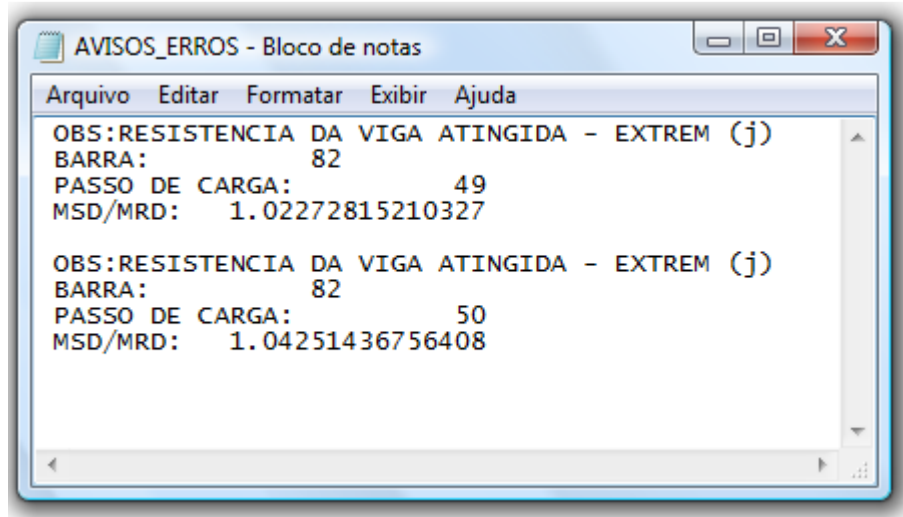 AVISOS_ERROS - Bloco de notas
Arquivo Editar Formatar Exibir Ajuda
OBS:RESISTENCIA DA VIGA ATINGIDA - EXTREM (j)
BARRA: 82
PASSO DE CARGA: 49
MSD/MRD: 1.02272815210327
OBS:RESISTENCIA DA VIGA ATINGIDA - EXTREM (j)
BARRA: 82
PASSO DE CARGA: 50
MSD/MRD: 1.04251436756408